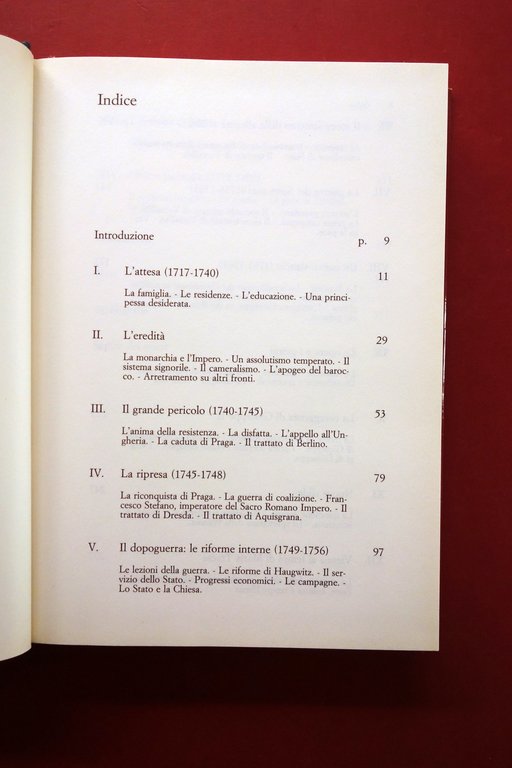 Indice
Introduzione p. 9
I. L'attesa (1717-1740) 11
La famiglia. - Le residenze. - L'educazione. - Una princi-
pessa desiderata.
II. L'eredità 29
La monarchia e l'Impero. - Un assolutismo temperato. - Il
sistema signorile. - Il cameralismo. - L'apogeo del baroc-
co. - Arretramento su altri fronti.
III. Il grande pericolo (1740-1745) 53
L'anima della resistenza. - La disfatta. - L'appello all'Un-
gheria. - La caduta di Praga. - Il trattato di Berlino.
IV. La ripresa (1745-1748) 79
La riconquista di Praga. - La guerra di coalizione. - Fran-
cesco Stefano, imperatore del Sacro Romano Impero. - Il
trattato di Dresda. - Il trattato di Aquisgrana.
V. Il dopoguerra: le riforme interne (1749-1756) 97
Le lezioni della guerra. - Le riforme di Haugwitz. - Il ser-
vizio dello Stato. - Progressi economici. - Le campagne. -
Lo Stato e la Chiesa.